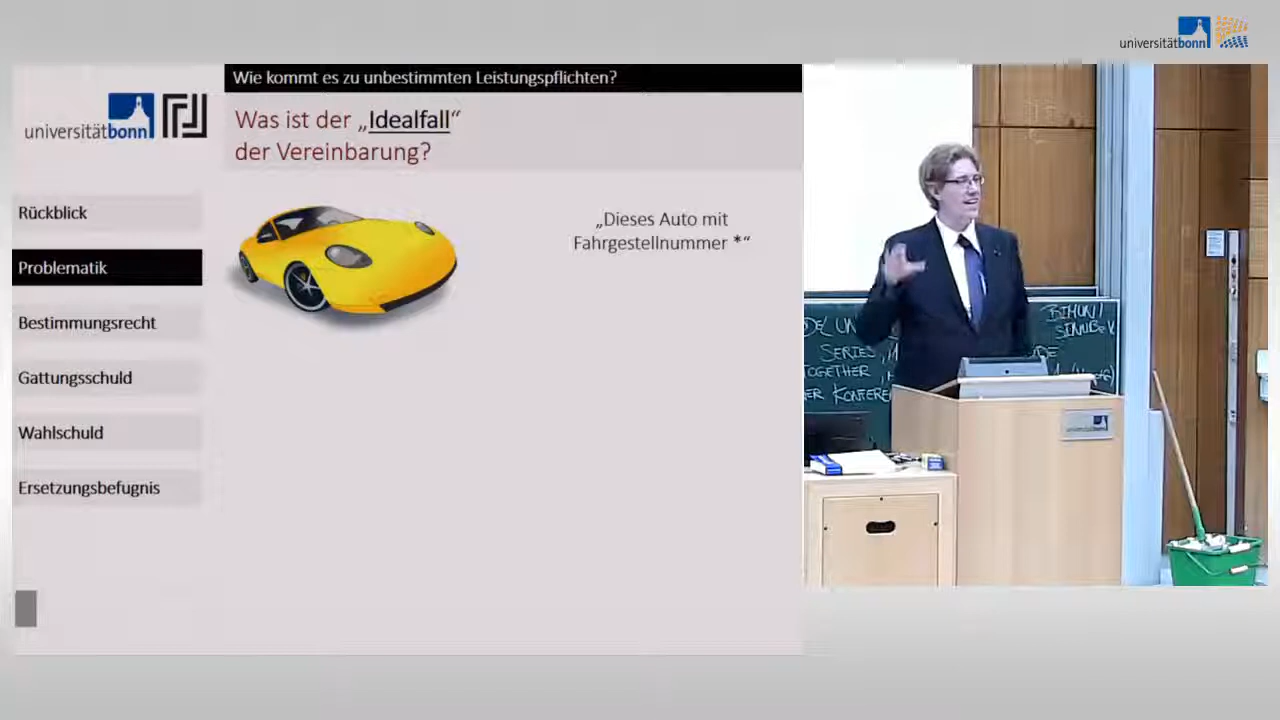 universitätbonn
Wie kommt es zu unbestimmten Leistungspflichten?
universitätbonn
Was ist der „Idealfall“
der Vereinbarung?
Rückblick
Problematik
Bestimmungsrecht
Gattungsschuld
Wahlschuld
Ersetzungsbefugnis
„Dieses Auto mit
Fahrgestellnummer *“
SERIES
TOGETHER
universitätbonn